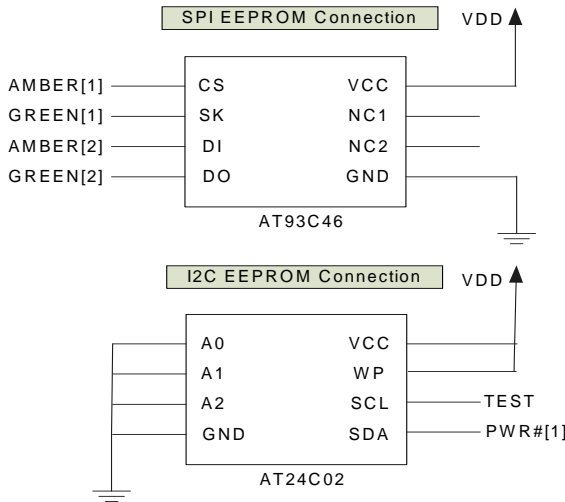 SPI EEPROM Connection
VDD
AMBER[1]
CS
VCC
GREEN[1]
SK
NC1
AMBER[2]
DI
NC2
GREEN[2]
DO
GND
AT93C46
I2C EEPROM Connection
VDD
A0
VCC
A1
WP
A2
SCL
TEST
GND
SDA
PWR#[1]
AT24C02